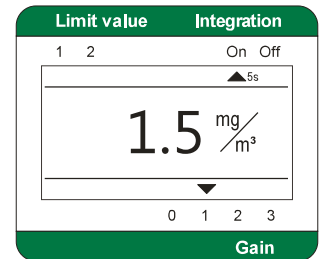 Limit value Integration
1 2 On Off
5s
1.5 mg/m³
0 1 2 3
Gain